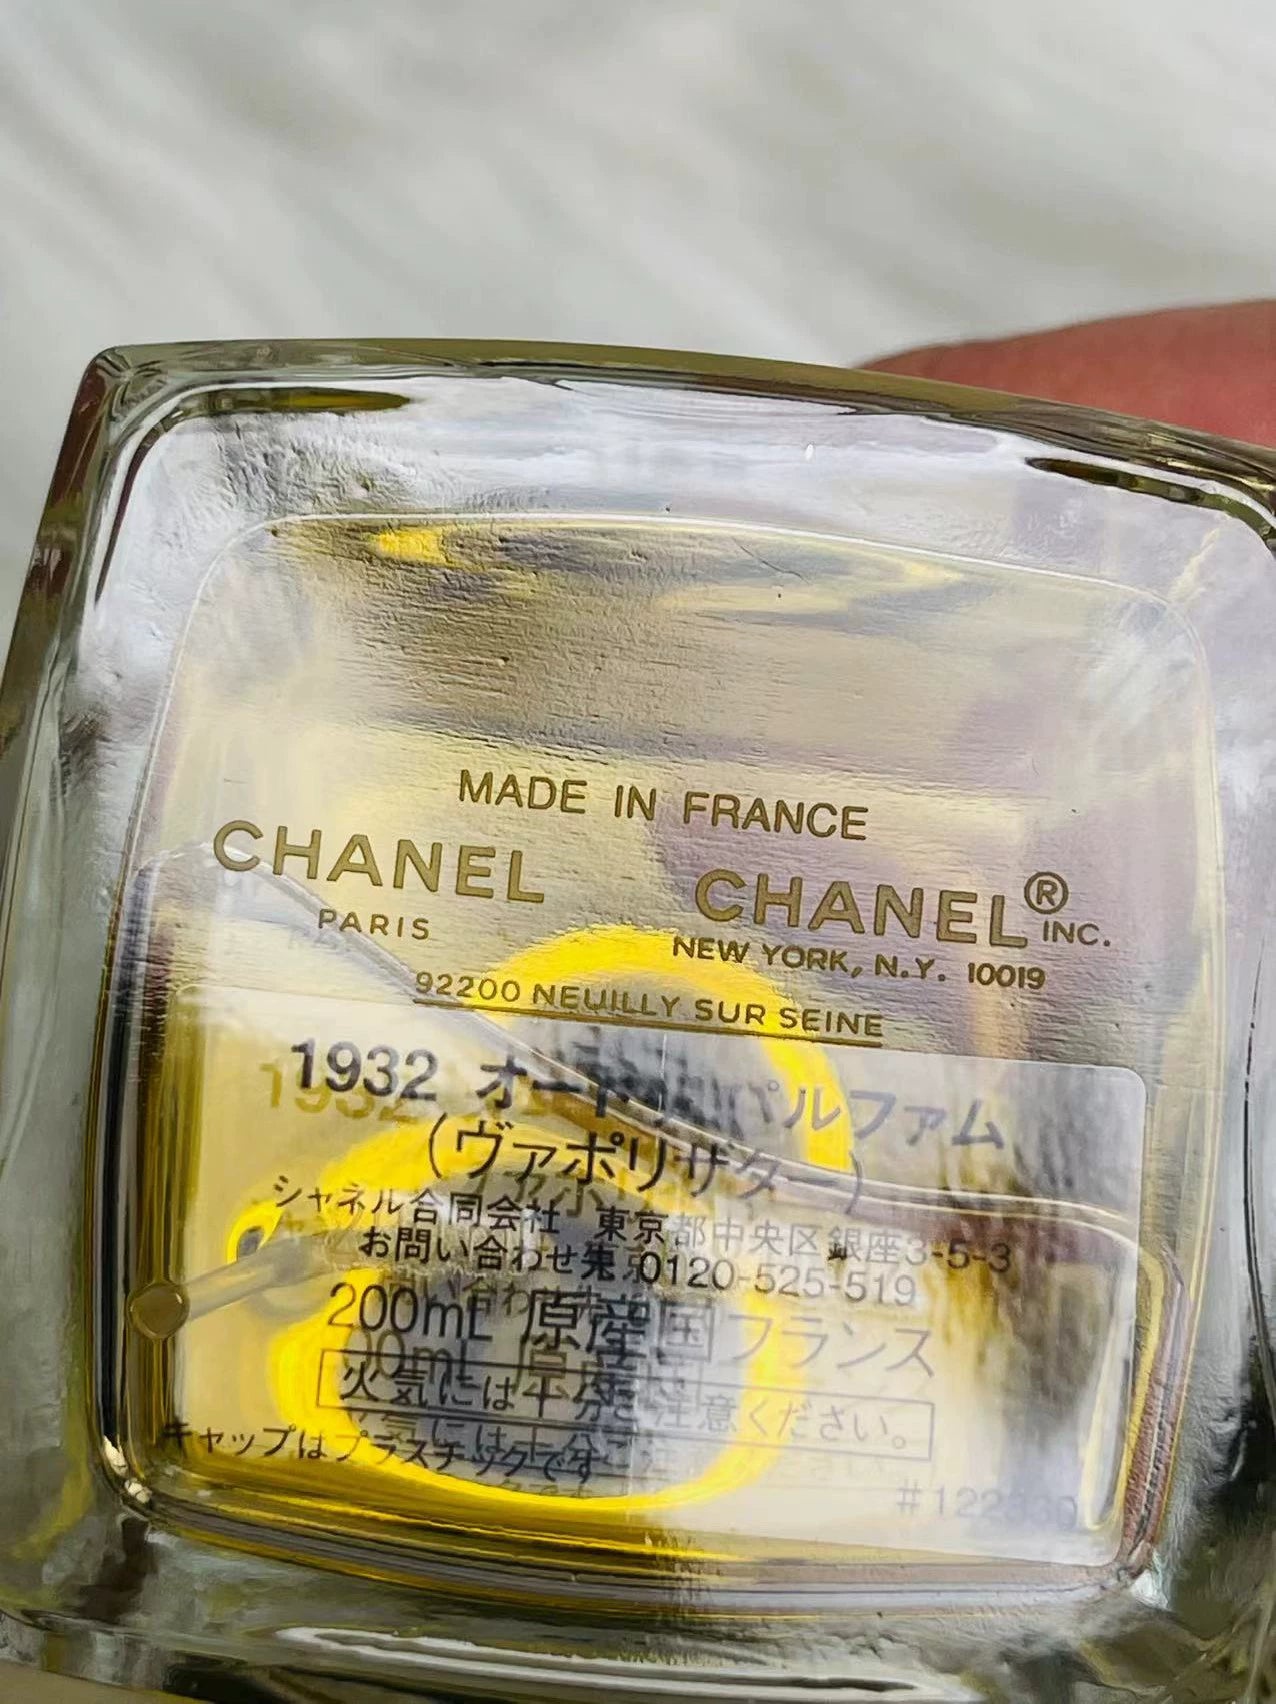 MADE IN FRANCE
CHANEL CHANEL® INC.
PARIS NEW YORK, N.Y. 10019
92200 NEUILLY SUR SEINE
1932 オードゥ パルファム
(ヴァポリザター)
シャネル合同会社 東京都中央区銀座3-5-3
お問い合わせ先 0120-525-519
200mL 原産国フランス
火気には十分ご注意ください。
キャップはプラスチックです